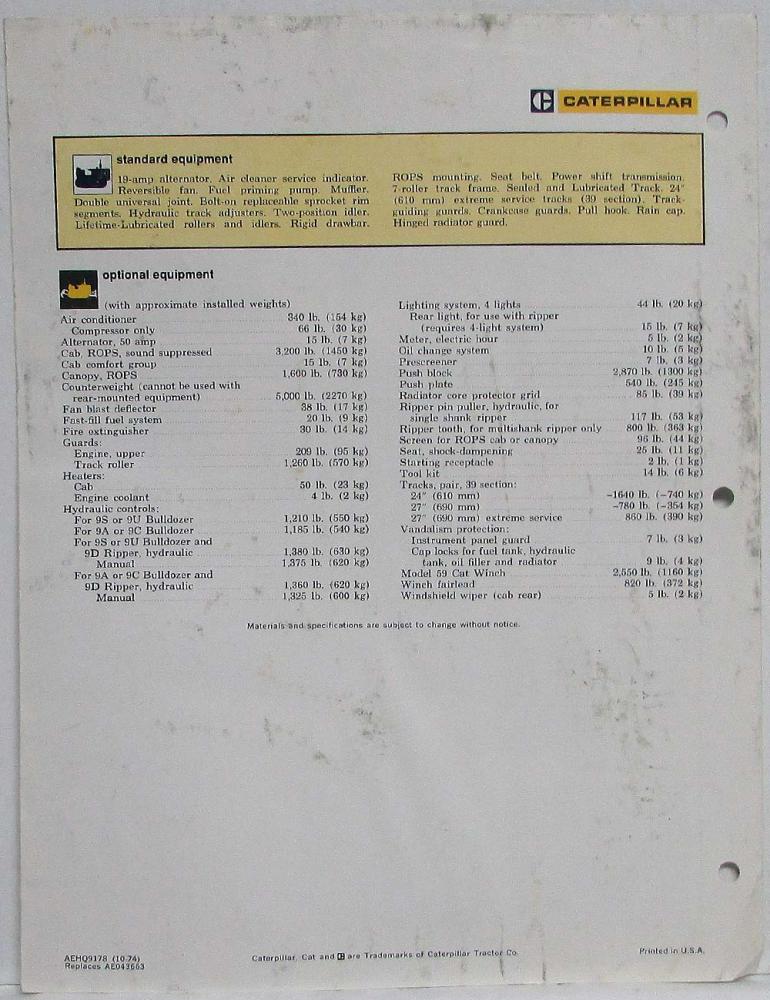 CATERPILLAR
standard equipment
19-amp alternator. Air cleaner service indicator.
Reversible fan. Fuel priming pump. Muffler.
Double universal joint. Bolt-on replaceable sprocket rim
segments. Hydraulic track adjusters. Two-position idler.
Lifetime-Lubricated rollers and idlers. Rigid drawbar.
ROPS mounting. Seat belt. Power shift transmission.
7-roller track frame. Sealed and Lubricated Track. 24"
(610 mm) extreme service tracks (39 section). Track-
guiding guards. Crankcase guards. Pull hook. Rain cap.
Hinged radiator guard.
optional equipment
(with approximate installed weights)
Air conditioner 340 lb. (154 kg)
Compressor only 66 lb. (30 kg)
Alternator, 50 amp 15 lb. (7 kg)
Cab, ROPS, sound suppressed 3,200 lb. (1450 kg)
Cab comfort group 15 lb. (7 kg)
Canopy, ROPS 1,600 lb. (730 kg)
Counterweight (cannot be used with
rear-mounted equipment) 5,000 lb. (2270 kg)
Fan blast deflector 38 lb. (17 kg)
Fast-fill fuel system 20 lb. (9 kg)
Fire extinguisher 30 lb. (14 kg)
Guards:
Engine, upper 209 lb. (95 kg)
Track roller 1,260 lb. (570 kg)
Heaters:
Cab 50 lb. (23 kg)
Engine coolant 4 lb. (2 kg)
Hydraulic controls:
For 9S or 9U Bulldozer 1,210 lb. (550 kg)
For 9A or 9C Bulldozer 1,185 lb. (540 kg)
For 9S or 9U Bulldozer and
9D Ripper, hydraulic 1,380 lb. (630 kg)
Manual 1,375 lb. (620 kg)
For 9A or 9C Bulldozer and
9D Ripper, hydraulic 1,360 lb. (620 kg)
Manual 1,325 lb. (600 kg)
Lighting system, 4 lights 44 lb. (20 kg)
Rear light, for use with ripper
(requires 4-light system) 15 lb. (7 kg)
Meter, electric hour 5 lb. (2 kg)
Oil change system 10 lb. (5 kg)
Prescreener 7 lb. (3 kg)
Push block 2,870 lb. (1300 kg)
Push plate 540 lb. (245 kg)
Radiator core protector grid 85 lb. (39 kg)
Ripper pin puller, hydraulic, for
single shank ripper 117 lb. (53 kg)
Ripper tooth, for multishank ripper only 800 lb. (363 kg)
Screen for ROPS cab or canopy 96 lb. (44 kg)
Seat, shock-dampening 25 lb. (11 kg)
Starting receptacle 2 lb. (1 kg)
Tool kit 14 lb. (6 kg)
Tracks, pair, 39 section:
24" (610 mm) -1640 lb. (-740 kg)
27" (690 mm) -780 lb. (-354 kg)
27" (690 mm) extreme service 860 lb. (390 kg)
Vandalism protection:
Instrument panel guard 7 lb. (3 kg)
Cap locks for fuel tank, hydraulic
tank, oil filler and radiator 9 lb. (4 kg)
Model 59 Cat Winch 2,550 lb. (1160 kg)
Winch fairlead 820 lb. (372 kg)
Windshield wiper (cab rear) 5 lb. (2 kg)
Materials and specifications are subject to change without notice.
AEHQ9178 (10-74)
Replaces AE043663
Caterpillar, Cat and C are Trademarks of Caterpillar Tractor Co.
Printed in U.S.A.